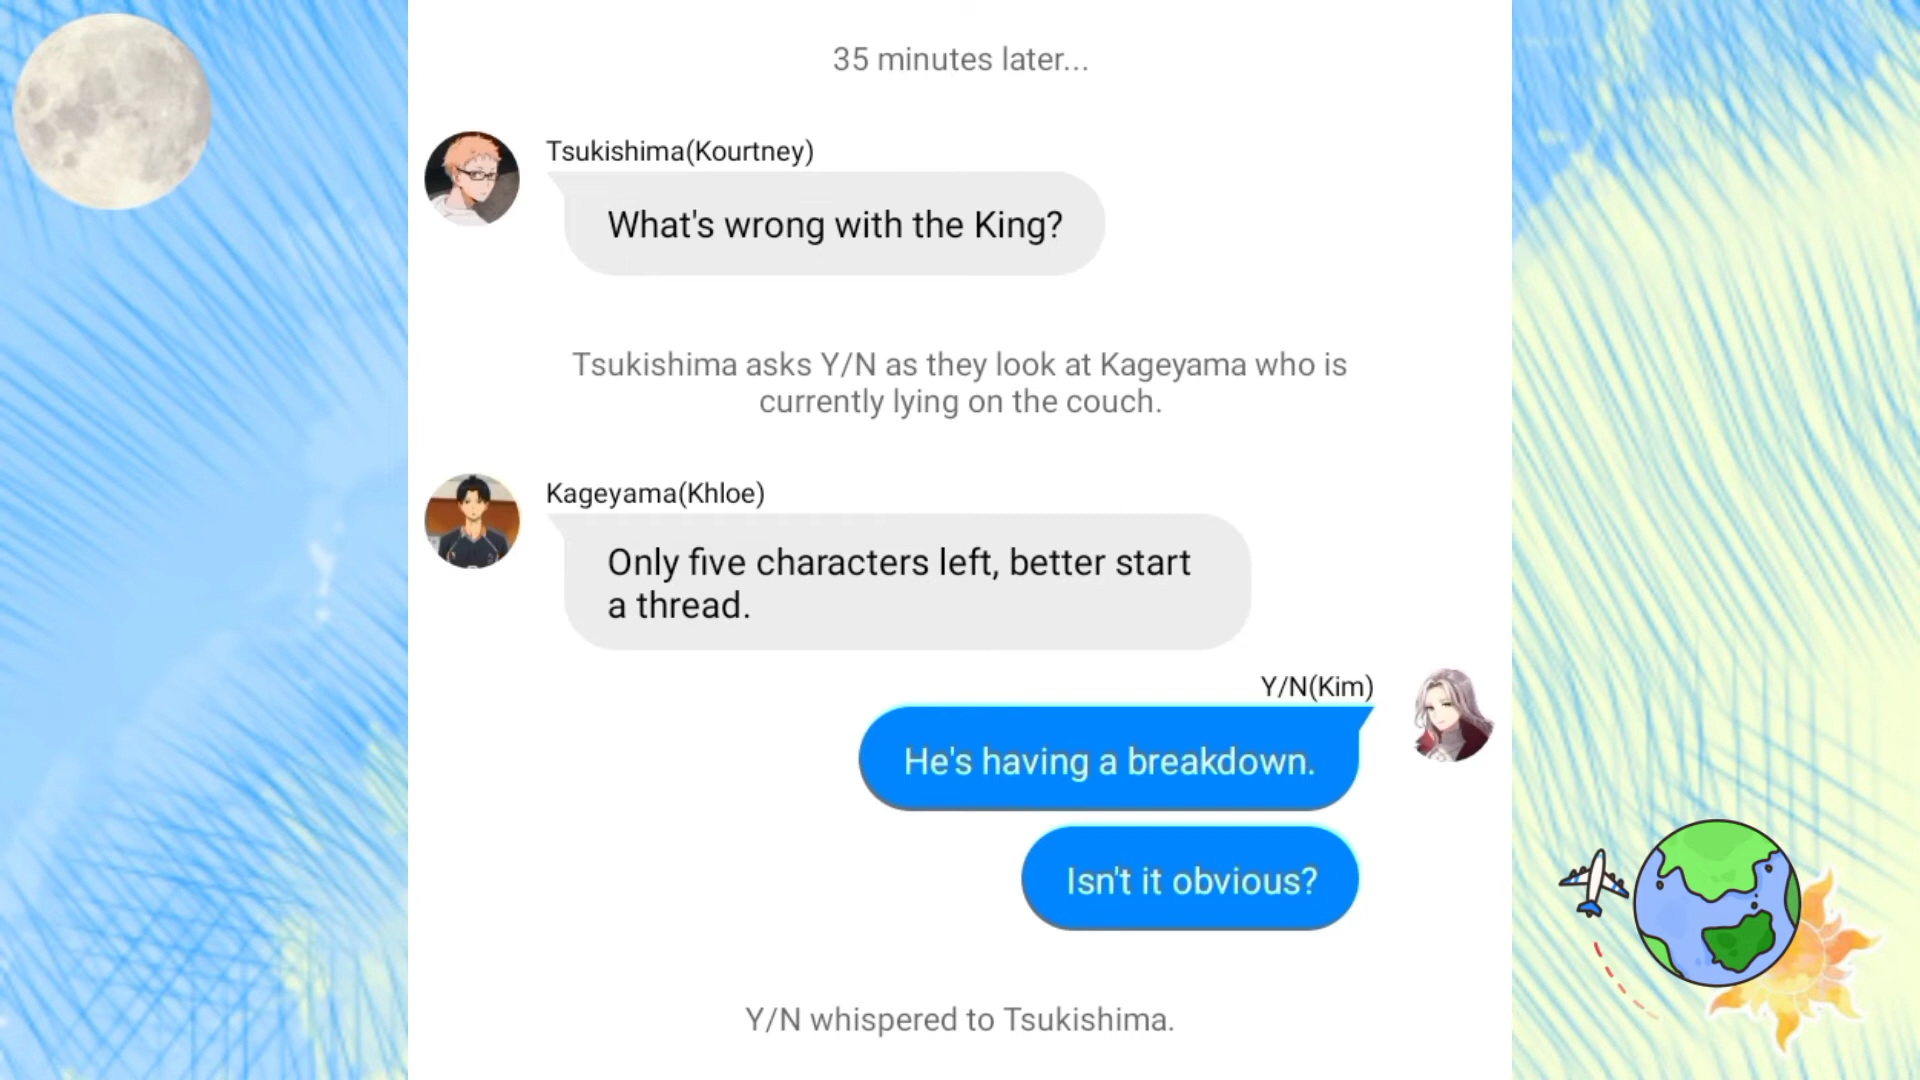 35 minutes later...
Tsukishima(Kourtney)
What's wrong with the King?
Tsukishima asks Y/N as they look at Kageyama who is
currently lying on the couch.
Kageyama(Khloe)
Only five characters left, better start
a thread.
Y/N(Kim)
He's having a breakdown.
Isn't it obvious?
Y/N whispered to Tsukishima.